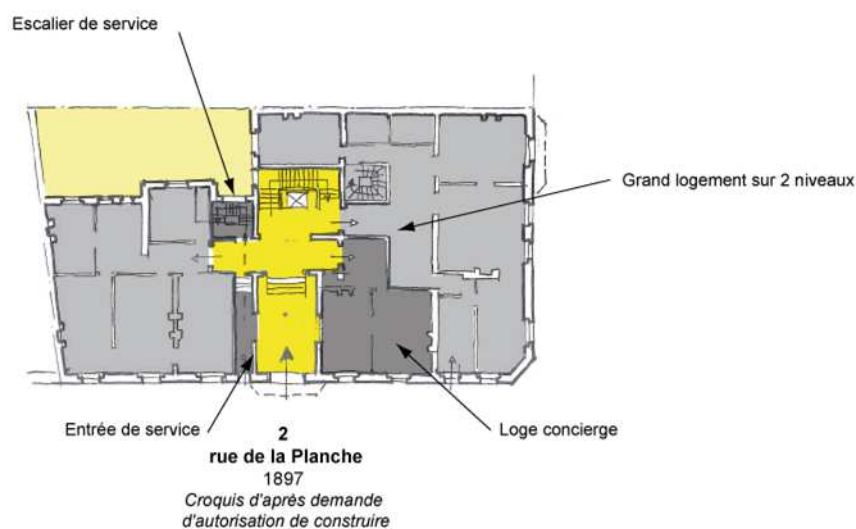 Escalier de service
Grand logement sur 2 niveaux
Entrée de service
Loge concierge
2
rue de la Planche
1897
Croquis d'après demande
d'autorisation de construire